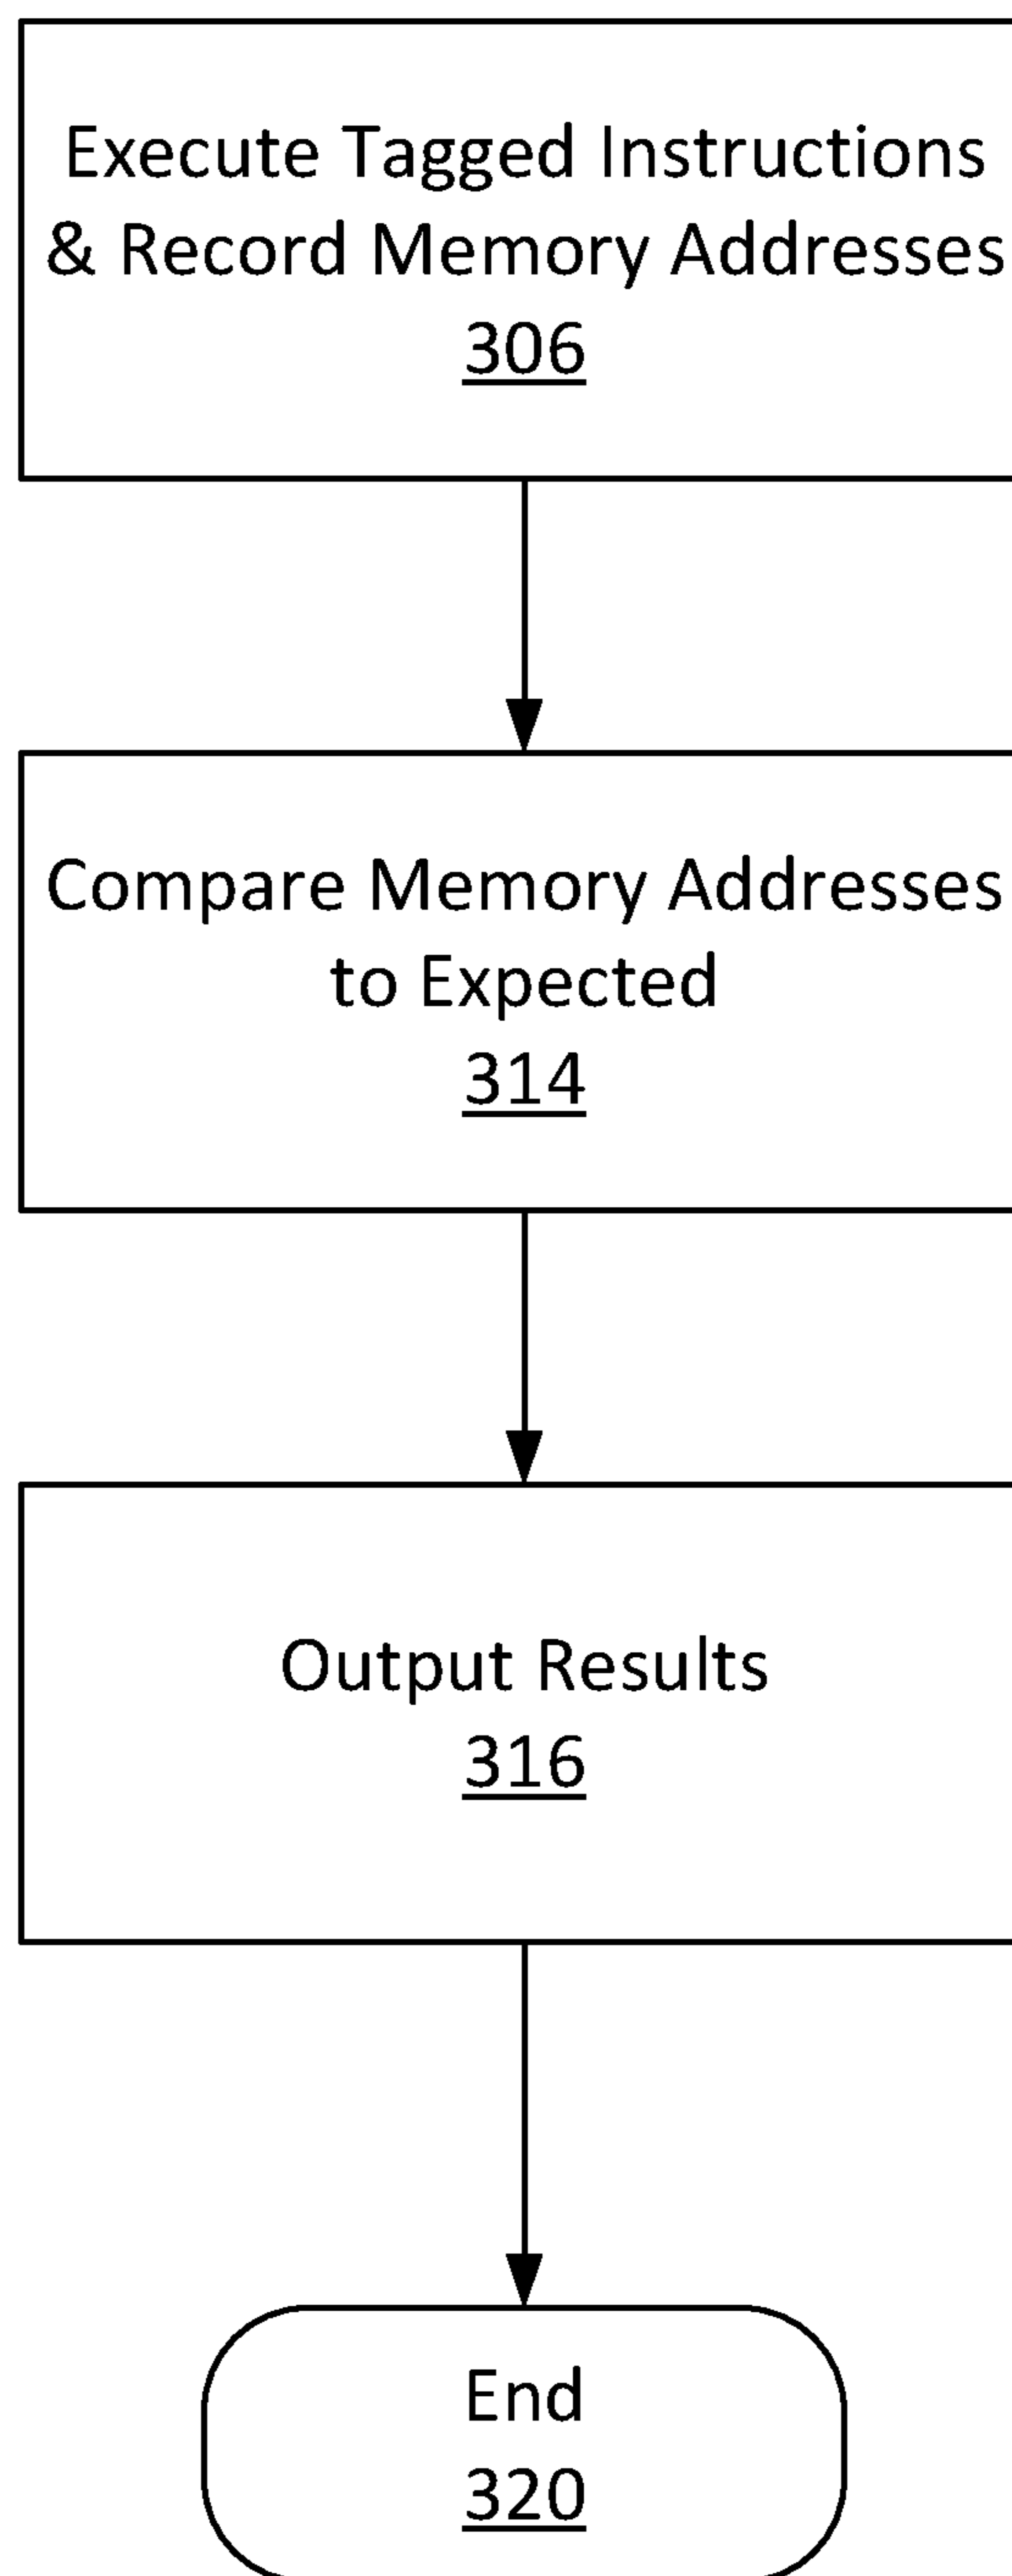 Execute Tagged Instructions
& Record Memory Addresses
306
Compare Memory Addresses
to Expected
314
Output Results
316
End
320